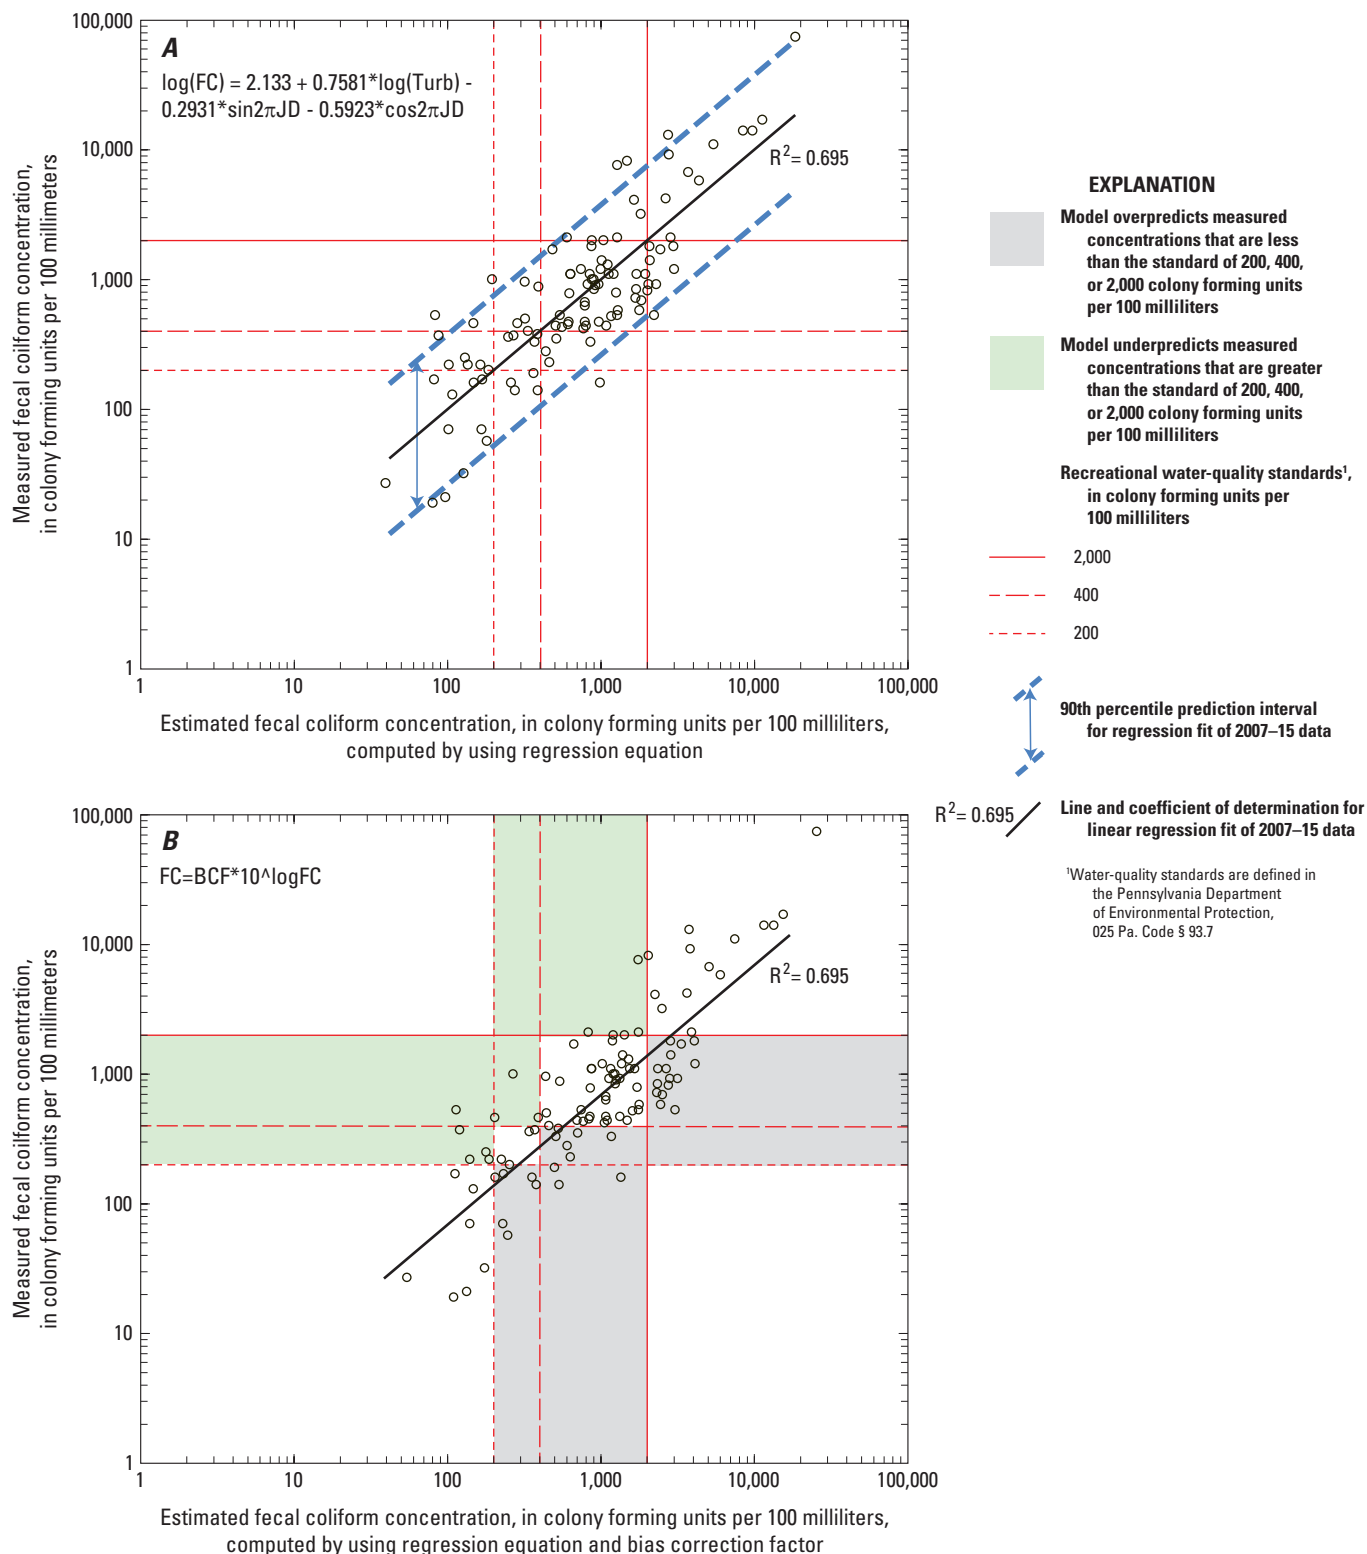 A
log(FC) = 2.133 + 0.7581*log(Turb) -
0.2931*sin2πJD - 0.5923*cos2πJD
R²= 0.695
100,000
10,000
1,000
100
10
1
1
10
100
1,000
10,000
100,000
Measured fecal coliform concentration,
in colony forming units per 100 millimeters
Estimated fecal coliform concentration, in colony forming units per 100 milliliters,
computed by using regression equation
EXPLANATION
Model overpredicts measured
concentrations that are less
than the standard of 200, 400,
or 2,000 colony forming units
per 100 milliliters
Model underpredicts measured
concentrations that are greater
than the standard of 200, 400,
or 2,000 colony forming units
per 100 milliliters
Recreational water-quality standards¹,
in colony forming units per
100 milliliters
2,000
400
200
90th percentile prediction interval
for regression fit of 2007–15 data
R²= 0.695
Line and coefficient of determination for
linear regression fit of 2007–15 data
¹Water-quality standards are defined in
the Pennsylvania Department
of Environmental Protection,
025 Pa. Code § 93.7
B
FC=BCF*10^logFC
R²= 0.695
100,000
10,000
1,000
100
10
1
1
10
100
1,000
10,000
100,000
Measured fecal coliform concentration,
in colony forming units per 100 millimeters
Estimated fecal coliform concentration, in colony forming units per 100 milliliters,
computed by using regression equation and bias correction factor